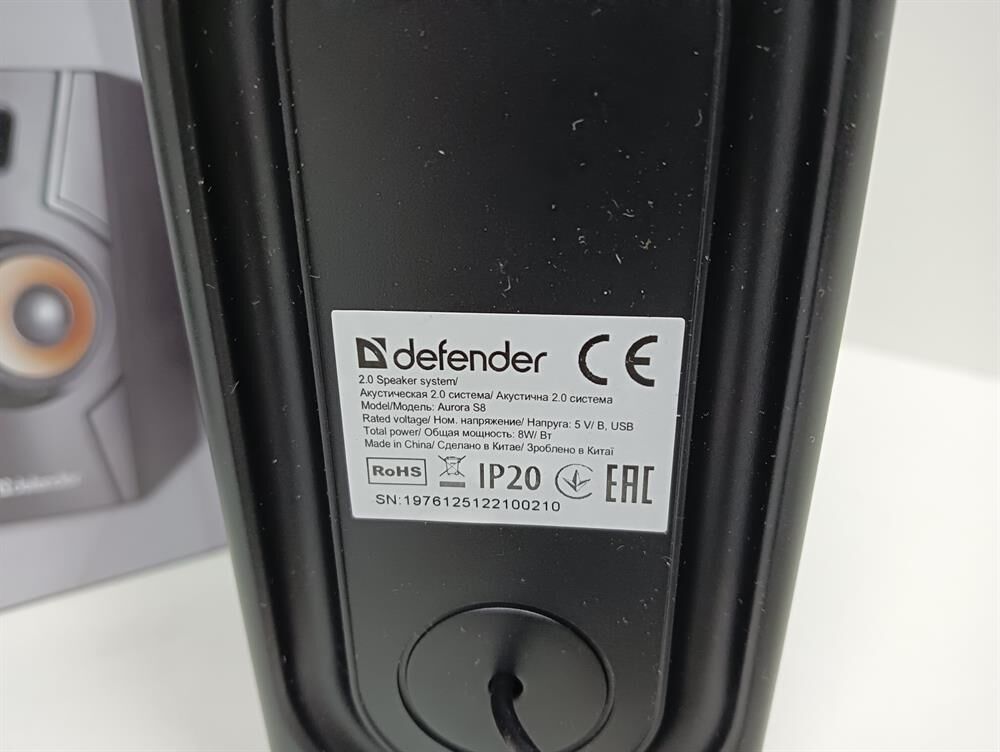 defender CE
2.0 Speaker system/
Акустическая 2.0 система/ Акустична 2.0 система
Model/Модель: Aurora S8
Rated voltage/ Ном. напряжение/ Напруга: 5 V/ В, USB
Total power/ Общая мощность: 8W/ Вт
Made in China/ Сделано в Китае/ Зроблено в Китаї
RoHS IP20 EAC
SN:1976125122100210
defender